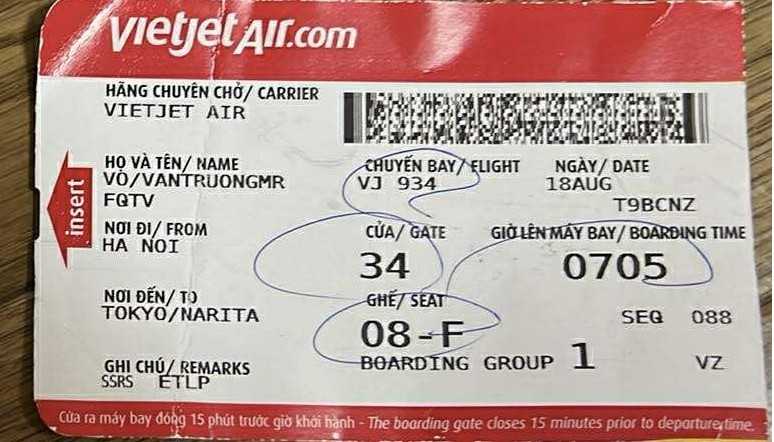 vietjetAir.com
HÃNG CHUYÊN CHỞ/ CARRIER
VIETJET AIR
HỌ VÀ TÊN/ NAME
VÕ/VANTRUONGMR
FQTV
CHUYẾN BAY/ FLIGHT
VJ 934
NGÀY/ DATE
18AUG
T9BCNZ
insert
NƠI ĐI/ FROM
HA NOI
CỬA/ GATE
34
GIỜ LÊN MÁY BAY/ BOARDING TIME
0705
NƠI ĐẾN/ TO
TOKYO/NARITA
GHẾ/ SEAT
08-F
SEQ 088
GHI CHÚ/ REMARKS
SSRS ETLP
BOARDING GROUP 1
VZ
Cửa ra máy bay đóng 15 phút trước giờ khởi hành - The boarding gate closes 15 minutes prior to departure time.